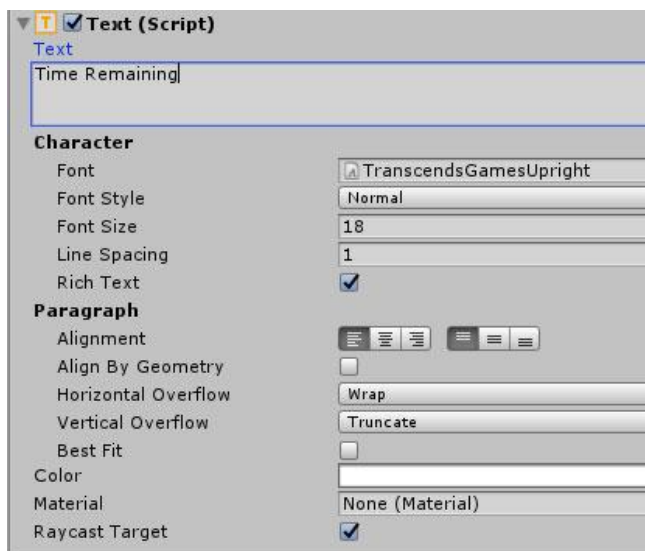 Text (Script)
Text
Time Remaining
Character
Font TranscendsGamesUpright
Font Style Normal
Font Size 18
Line Spacing 1
Rich Text
Paragraph
Alignment
Align By Geometry
Horizontal Overflow Wrap
Vertical Overflow Truncate
Best Fit
Color
Material None (Material)
Raycast Target